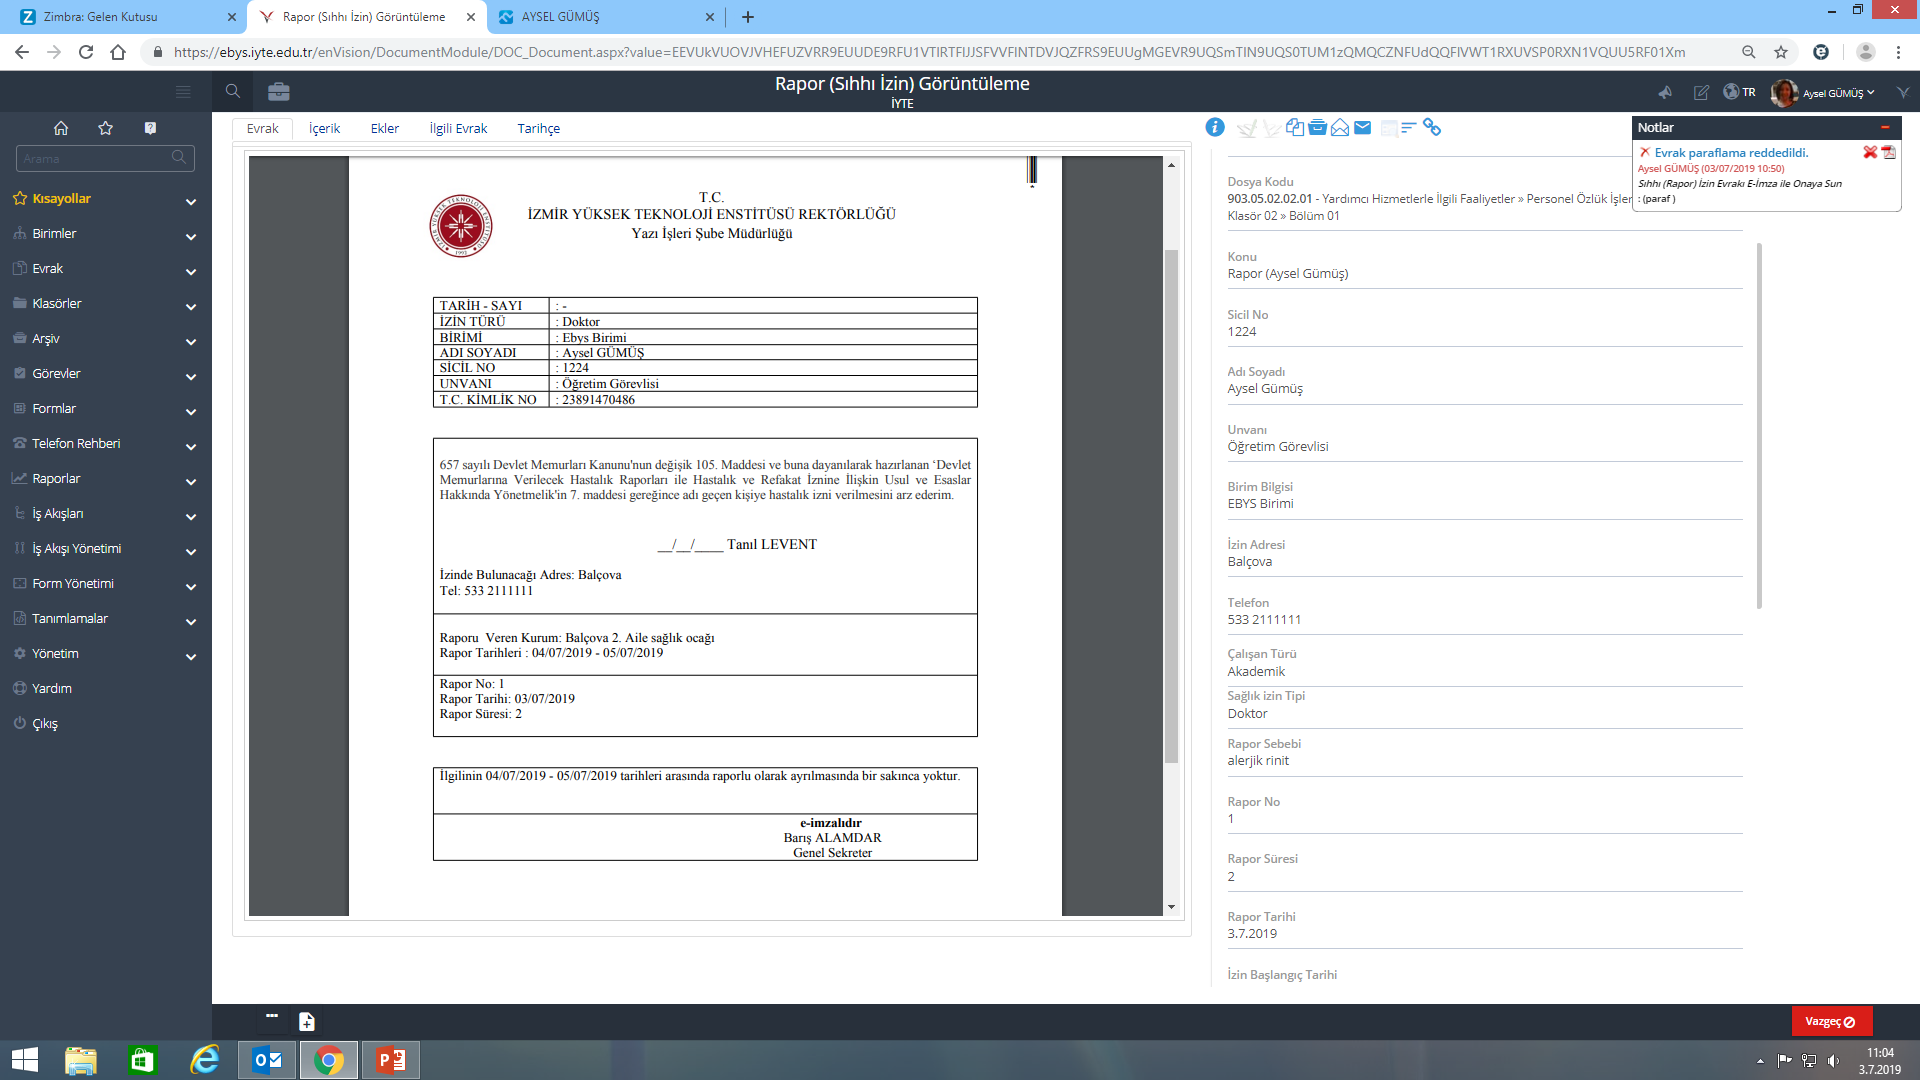 Zimbra: Gelen Kutusu
Rapor (Sıhhı İzin) Görüntüleme
AYSEL GÜMÜŞ
https://ebys.iyte.edu.tr/enVision/DocumentModule/DOC_Document.aspx?value=EEVUkVUOVJVHEFUZVRR9EUUDE9RFU1VTlRTFlJJSFVVFlNTDVJQZFRS9EUUgMGEVR9UQSmTlN9UQS0TUM1zQMQCZNFUdQQFlVWT1RXUVSP0RXN1VQUU5RF01Xm
Rapor (Sıhhı İzin) Görüntüleme
İYTE
TR
Aysel GÜMÜŞ
Arama
Kısayollar
Birimler
Evrak
Klasörler
Arşiv
Görevler
Formlar
Telefon Rehberi
Raporlar
İş Akışları
İş Akışı Yönetimi
Form Yönetimi
Tanımlamalar
Yönetim
Yardım
Çıkış
Evrak
İçerik
Ekler
İlgili Evrak
Tarihçe
T.C.
İZMİR YÜKSEK TEKNOLOJİ ENSTİTÜSÜ REKTÖRLÜĞÜ
Yazı İşleri Şube Müdürlüğü
TARİH - SAYI : -
İZİN TÜRÜ : Doktor
BİRİMİ : Ebys Birimi
ADI SOYADI : Aysel GÜMÜŞ
SİCİL NO : 1224
UNVANI : Öğretim Görevlisi
T.C. KİMLİK NO : 23891470486
657 sayılı Devlet Memurları Kanunu'nun değişik 105. Maddesi ve buna dayanılarak hazırlanan ‘Devlet
Memurlarına Verilecek Hastalık Raporları ile Hastalık ve Refakat İznine İlişkin Usul ve Esaslar
Hakkında Yönetmelik'in 7. maddesi gereğince adı geçen kişiye hastalık izni verilmesini arz ederim.
__/__/____ Tanıl LEVENT
İzinde Bulunacağı Adres: Balçova
Tel: 533 2111111
Raporu Veren Kurum: Balçova 2. Aile sağlık ocağı
Rapor Tarihleri : 04/07/2019 - 05/07/2019
Rapor No: 1
Rapor Tarihi: 03/07/2019
Rapor Süresi: 2
İlgilinin 04/07/2019 - 05/07/2019 tarihleri arasında raporlu olarak ayrılmasında bir sakınca yoktur.
e-imzalıdır
Barış ALAMDAR
Genel Sekreter
Dosya Kodu
903.05.02.02.01 - Yardımcı Hizmetlerle İlgili Faaliyetler » Personel Özlük İşler
Klasör 02 » Bölüm 01
Konu
Rapor (Aysel Gümüş)
Sicil No
1224
Adı Soyadı
Aysel Gümüş
Unvanı
Öğretim Görevlisi
Birim Bilgisi
EBYS Birimi
İzin Adresi
Balçova
Telefon
533 2111111
Çalışan Türü
Akademik
Sağlık izin Tipi
Doktor
Rapor Sebebi
alerjik rinit
Rapor No
1
Rapor Süresi
2
Rapor Tarihi
3.7.2019
İzin Başlangıç Tarihi
Notlar
Evrak paraflama reddedildi.
Aysel GÜMÜŞ (03/07/2019 10:50)
Sıhhı (Rapor) İzin Evrakı E-İmza ile Onaya Sun
: (paraf )
Vazgeç
11:04
3.7.2019